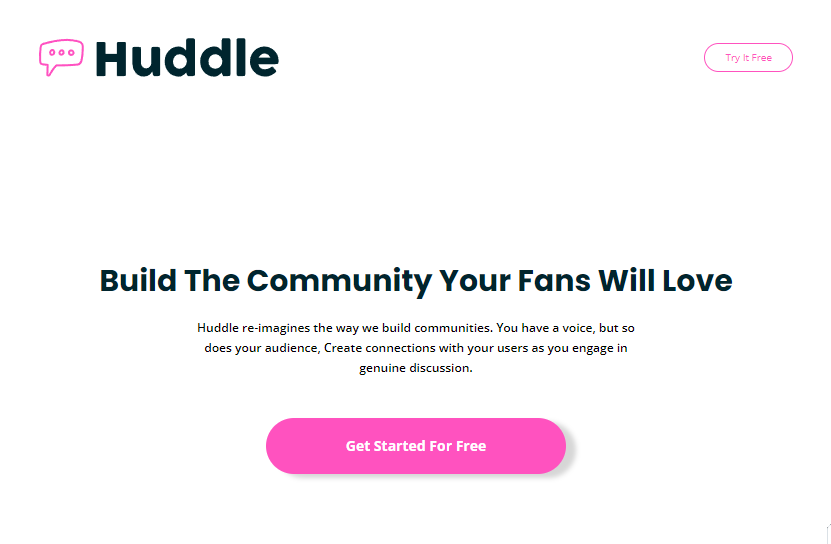 Huddle
Try It Free
Build The Community Your Fans Will Love
Huddle re-imagines the way we build communities. You have a voice, but so
does your audience, Create connections with your users as you engage in
genuine discussion.
Get Started For Free